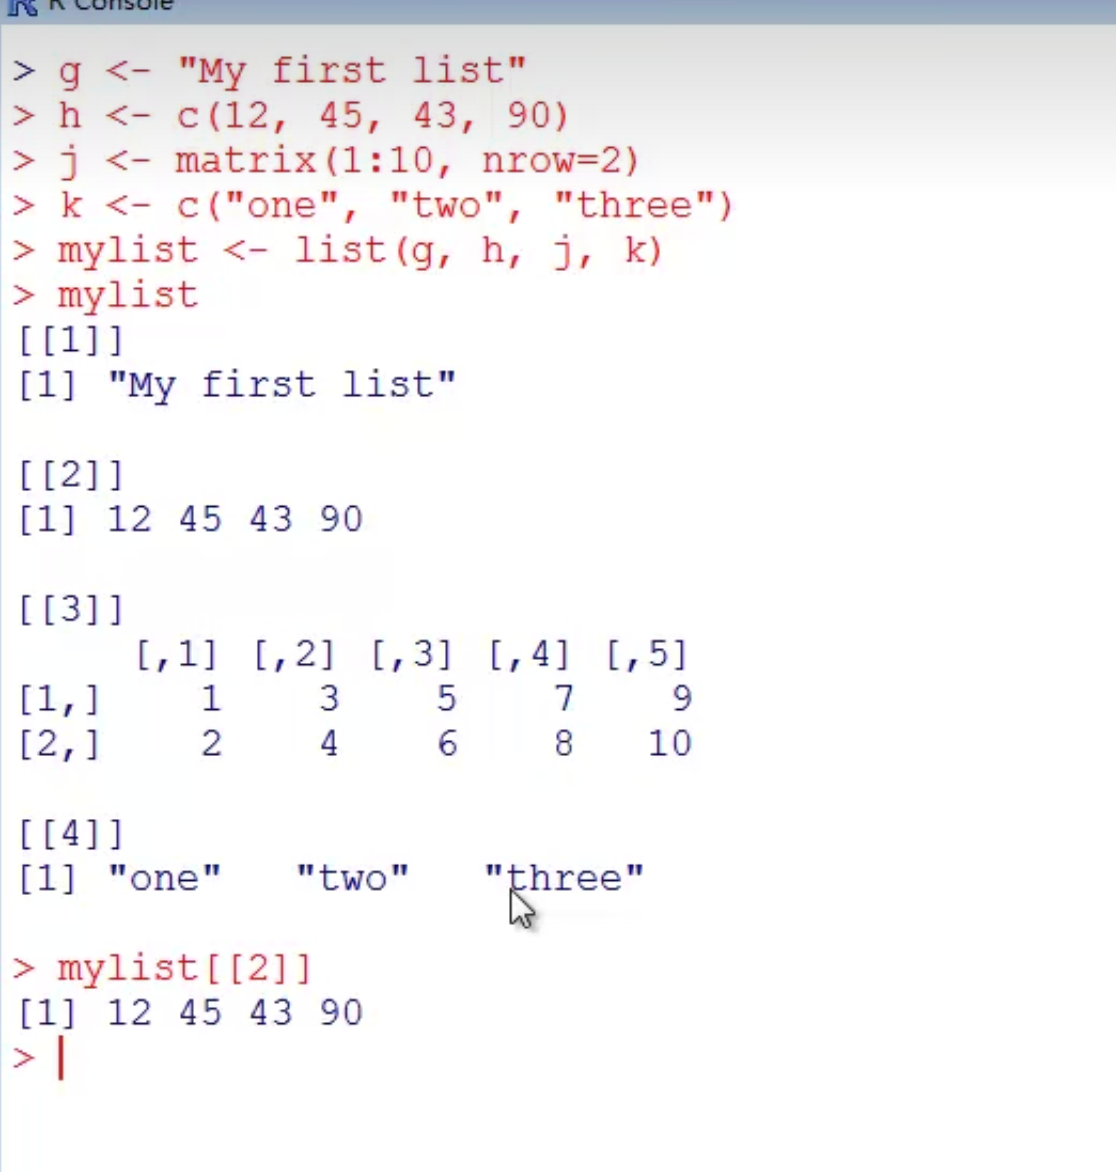 R Console
> g <- "My first list"
> h <- c(12, 45, 43, 90)
> j <- matrix(1:10, nrow=2)
> k <- c("one", "two", "three")
> mylist <- list(g, h, j, k)
> mylist
[[1]]
[1] "My first list"
[[2]]
[1] 12 45 43 90
[[3]]
     [,1] [,2] [,3] [,4] [,5]
[1,]    1    3    5    7    9
[2,]    2    4    6    8   10
[[4]]
[1] "one"   "two"   "three"
> mylist[[2]]
[1] 12 45 43 90
>